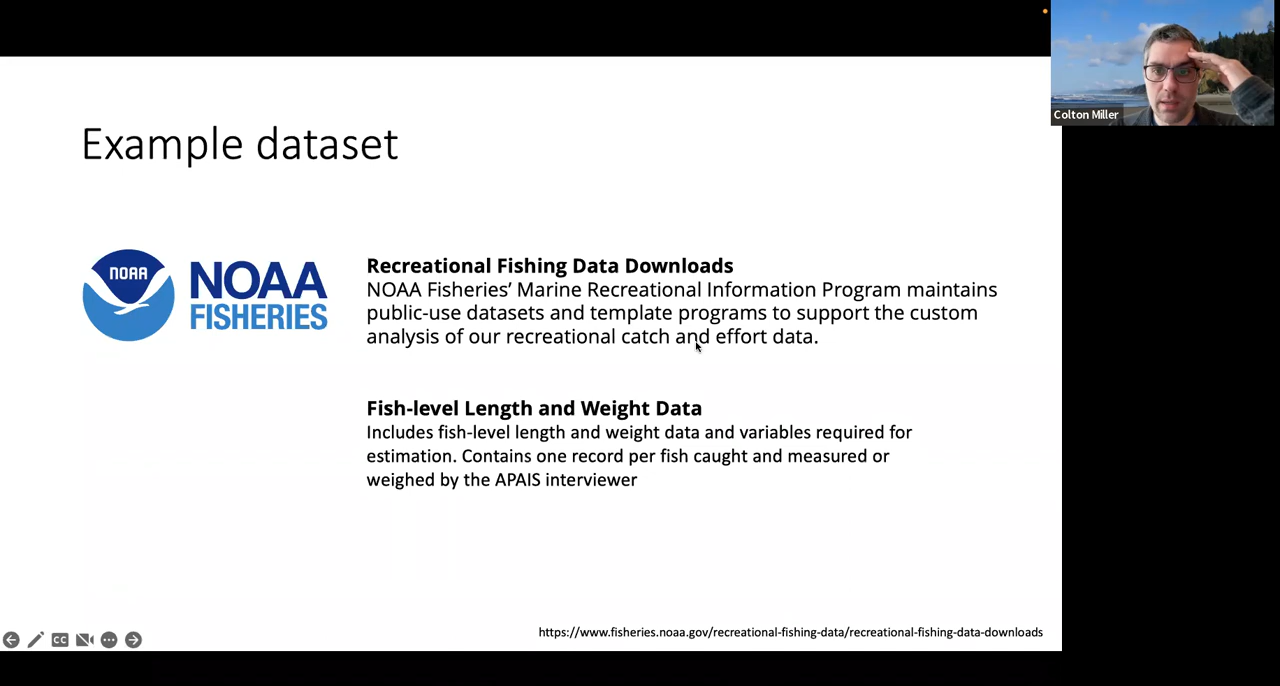 Colton Miller
Example dataset
NOAA
NOAA
FISHERIES
Recreational Fishing Data Downloads
NOAA Fisheries’ Marine Recreational Information Program maintains
public-use datasets and template programs to support the custom
analysis of our recreational catch and effort data.
Fish-level Length and Weight Data
Includes fish-level length and weight data and variables required for
estimation. Contains one record per fish caught and measured or
weighed by the APAIS interviewer
CC
https://www.fisheries.noaa.gov/recreational-fishing-data/recreational-fishing-data-downloads